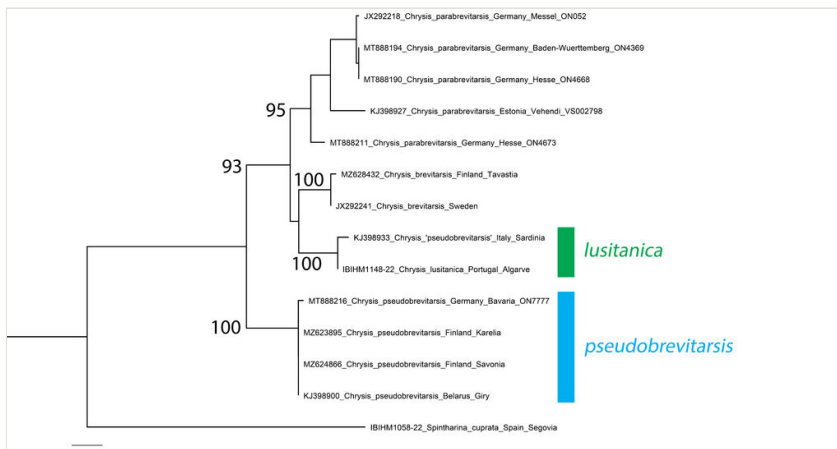 JX292218_Chrysis_parabrevitarsis_Germany_Messel_ON052
MT888194_Chrysis_parabrevitarsis_Germany_Baden-Wuerttemberg_ON4369
95
MT888190_Chrysis_parabrevitarsis_Germany_Hesse_ON4668
KJ398927_Chrysis_parabrevitarsis_Estonia_Vehendi_VS002798
MT888211_Chrysis_parabrevitarsis_Germany_Hesse_ON4673
93
100
MZ628432_Chrysis_brevitarsis_Finland_Tavastia
JX292241_Chrysis_brevitarsis_Sweden
KJ398933_Chrysis_'pseudobrevitarsis'_Italy_Sardinia
lusitanica
100
IBIHM1148-22_Chrysis_lusitanica_Portugal_Algarve
MT888216_Chrysis_pseudobrevitarsis_Germany_Bavaria_ON7777
100
MZ623895_Chrysis_pseudobrevitarsis_Finland_Karelia
pseudobrevitarsis
MZ624866_Chrysis_pseudobrevitarsis_Finland_Savonia
KJ398900_Chrysis_pseudobrevitarsis_Belarus_Giry
IBIHM1058-22_Spintharina_cuprata_Spain_Segovia